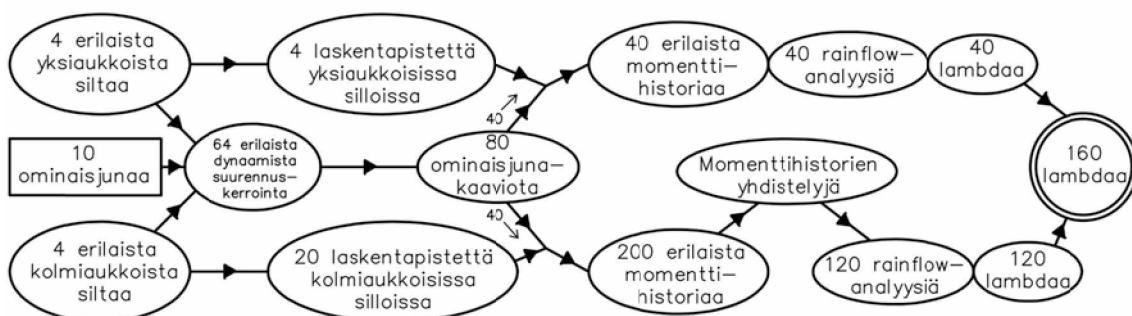 4 erilaista
yksiaukkoista
siltaa
4 laskentapistettä
yksiaukkoisissa
silloissa
40 erilaista
momentti-
historiaa
40 rainflow-
analyysiä
40
lambdaa
40
10
ominaisjunaa
64 erilaista
dynaamista
suurennus-
kerrointa
80
ominaisjuna-
kaaviota
Momenttihistorien
yhdistelyjä
160
lambdaa
40
4 erilaista
kolmiaukkoista
siltaa
20 laskentapistettä
kolmiaukkoisissa
silloissa
200 erilaista
momentti-
historiaa
120 rainflow-
analyysiä
120
lambdaa